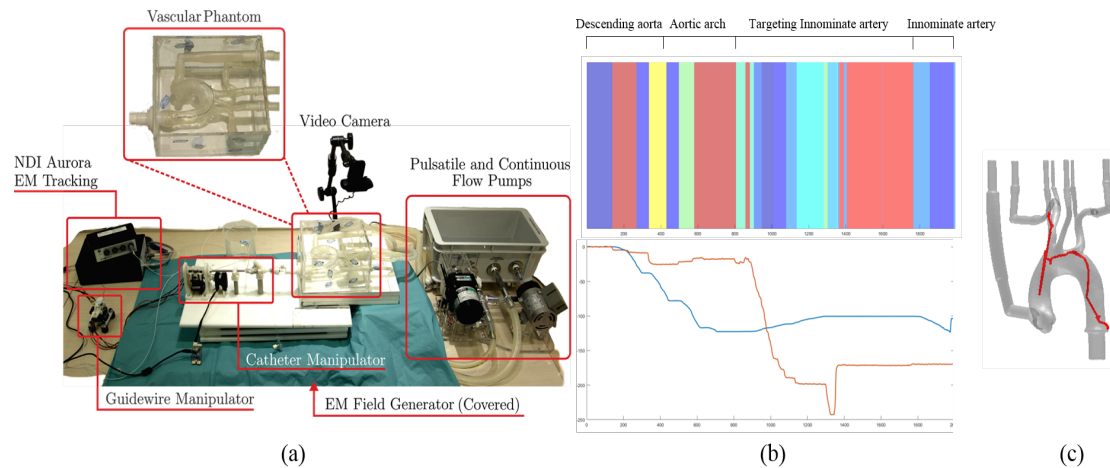 Vascular Phantom
Video Camera
NDI Aurora
EM Tracking
Pulsatile and Continuous
Flow Pumps
Catheter Manipulator
Guidewire Manipulator
EM Field Generator (Covered)
(a)
Descending aorta
Aortic arch
Targeting Innominate artery
Innominate artery
200 400 600 800 1000 1200 1400 1600 1800
0
-50
-100
-150
-200
-250
0 200 400 600 800 1000 1200 1400 1600 1800
(b)
(c)